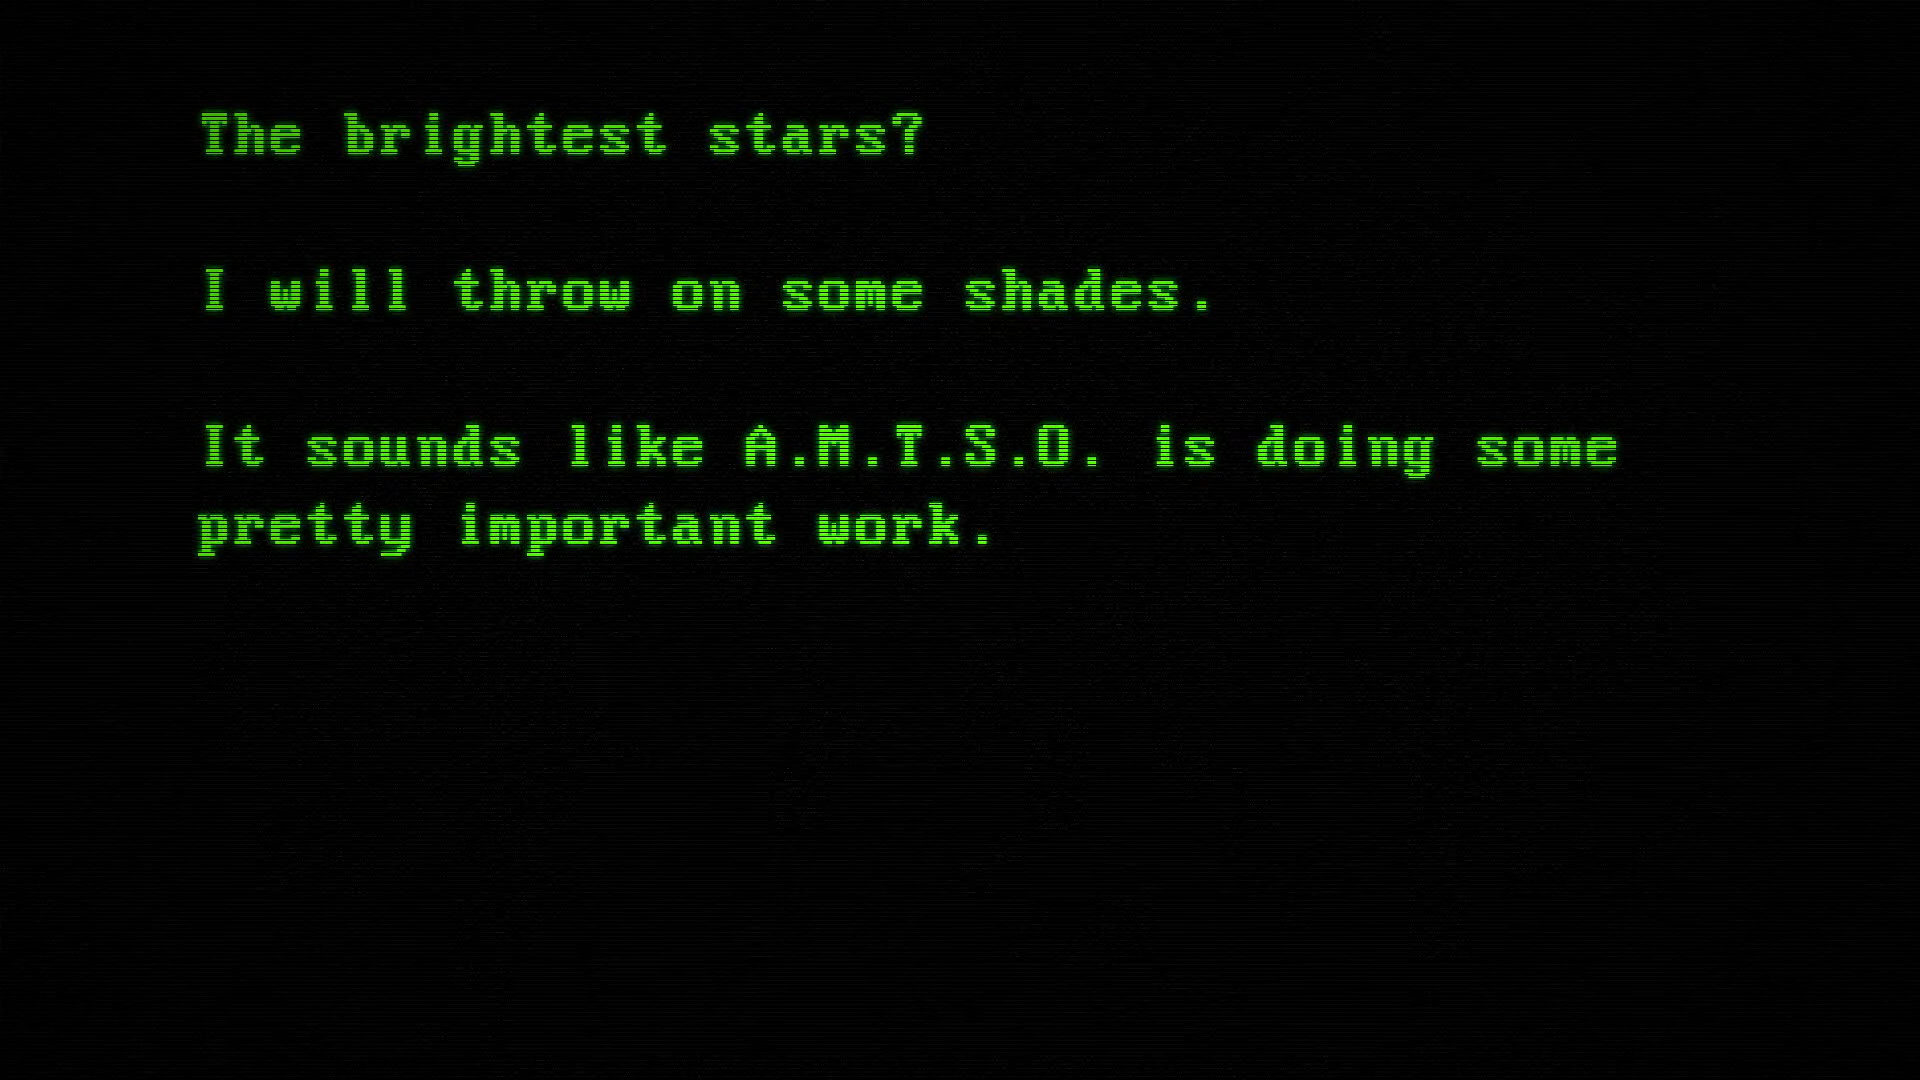 The brightest stars?
I will throw on some shades.
It sounds like A.M.T.S.O. is doing some
pretty important work.